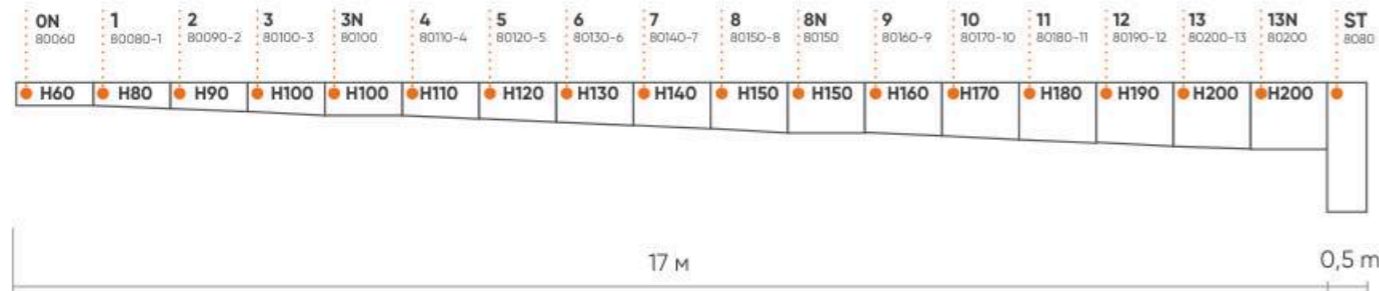 0N 1 2 3 3N 4 5 6 7 8 8N 9 10 11 12 13 13N ST
80060 80080-1 80090-2 80100-3 80100 80110-4 80120-5 80130-6 80140-7 80150-8 80150 80160-9 80170-10 80180-11 80190-12 80200-13 80200 8080
H60 H80 H90 H100 H100 H110 H120 H130 H140 H150 H150 H160 H170 H180 H190 H200 H200
17 м 0,5 m